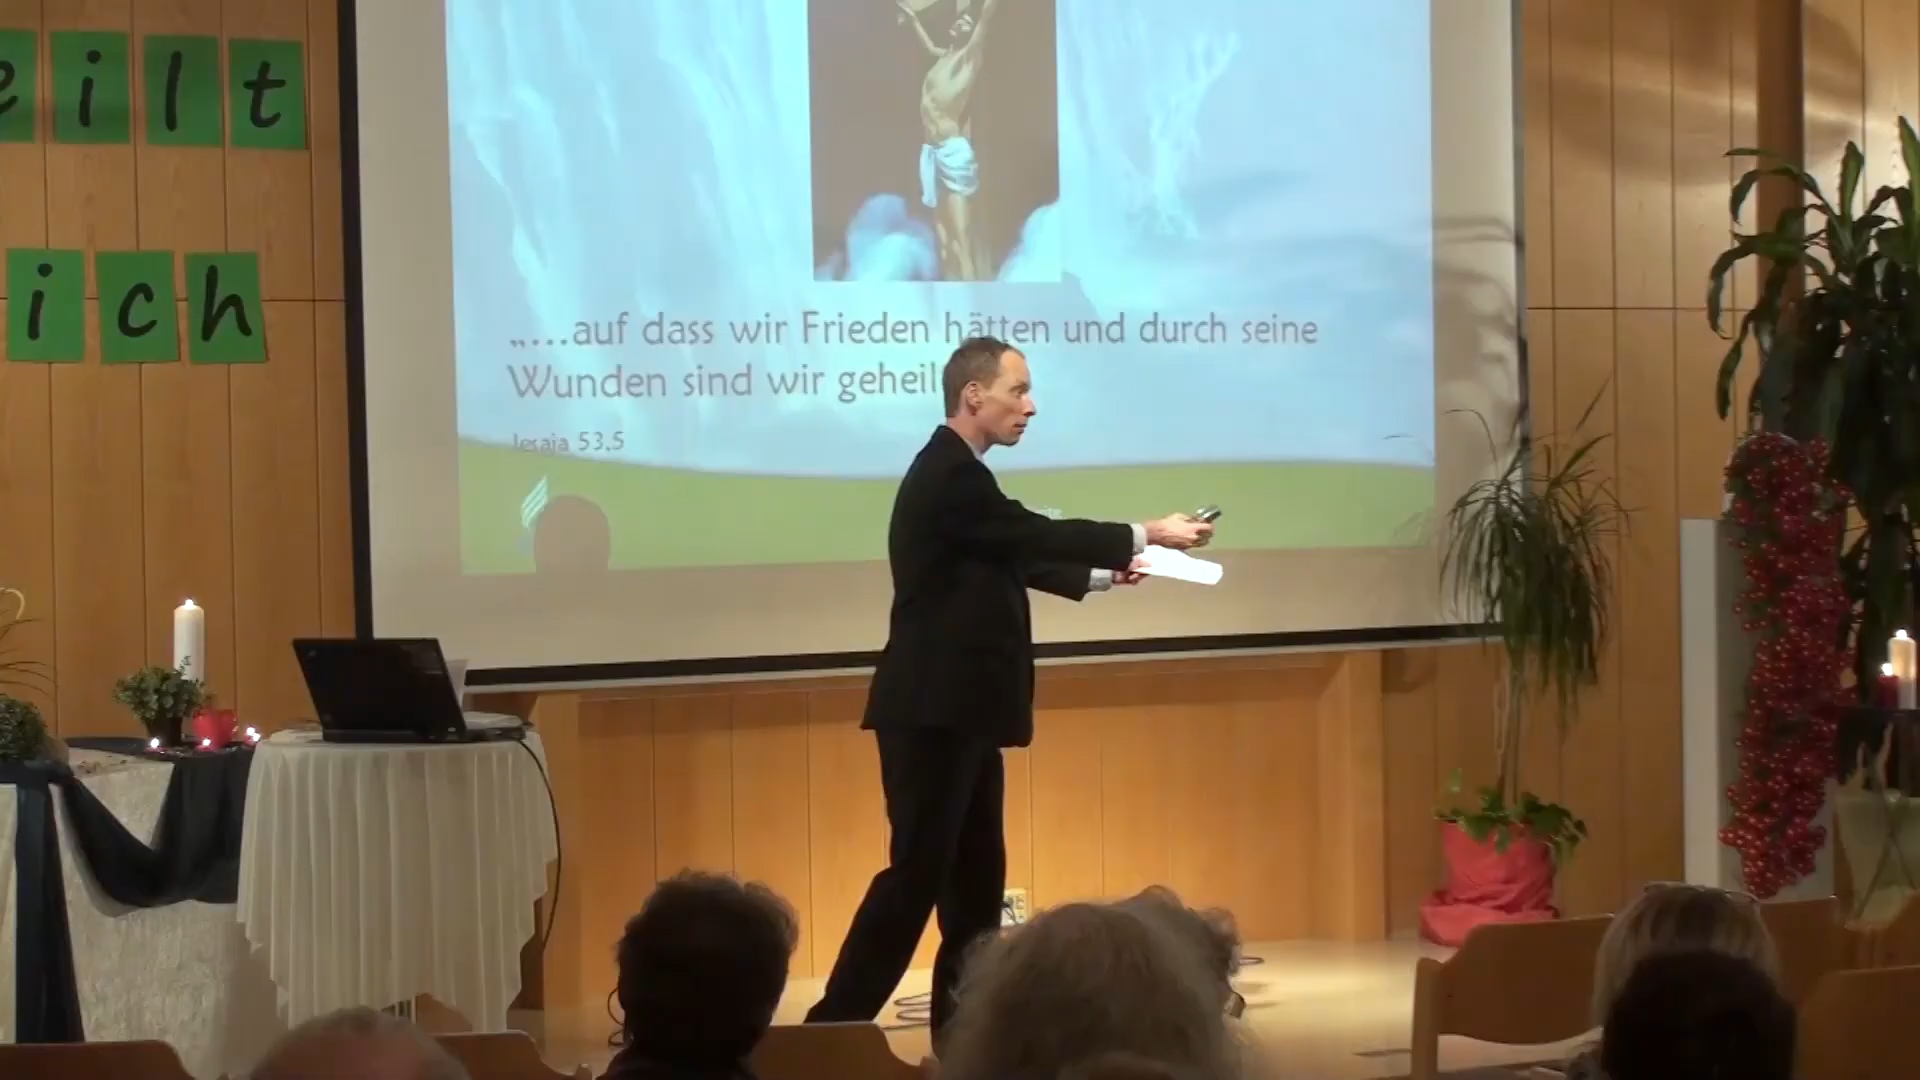 eilt
ich
„...auf dass wir Frieden hätten und durch seine
Wunden sind wir geheil
Jesaja 53,5